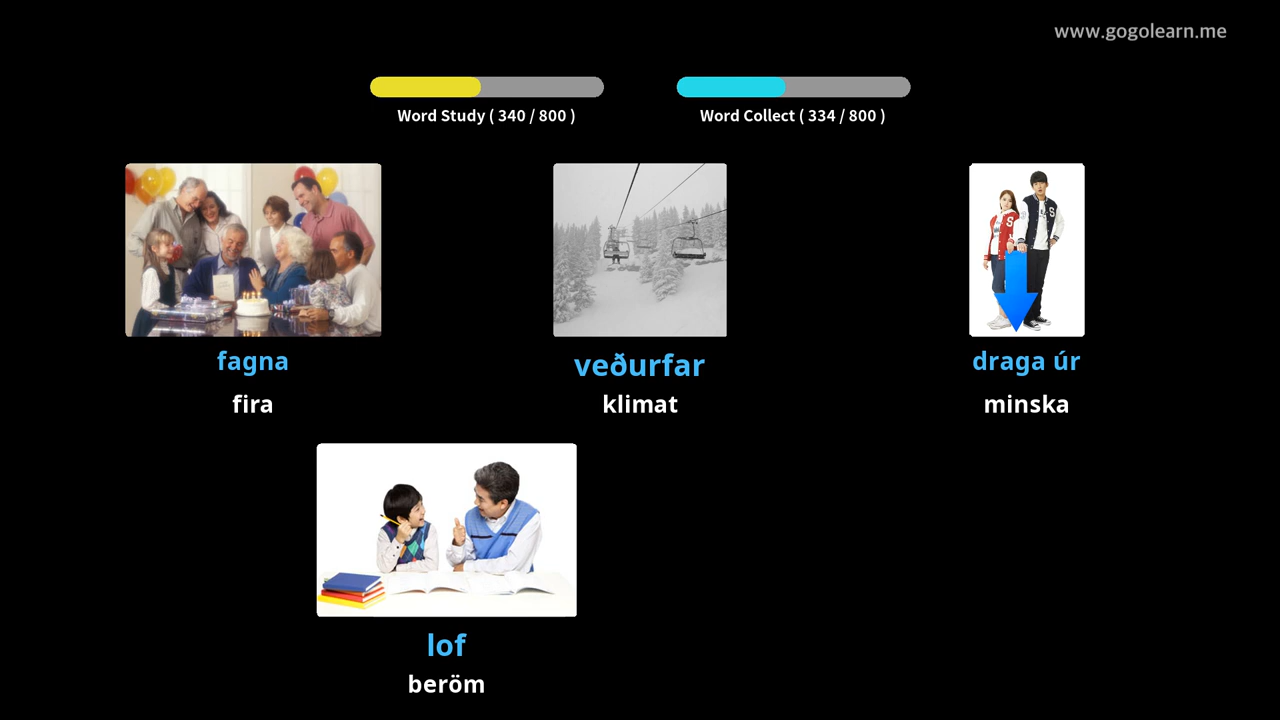 www.gogolearn.me
Word Study ( 340 / 800 )
Word Collect ( 334 / 800 )
fagna
fira
veðurfar
klimat
draga úr
minska
lof
beröm